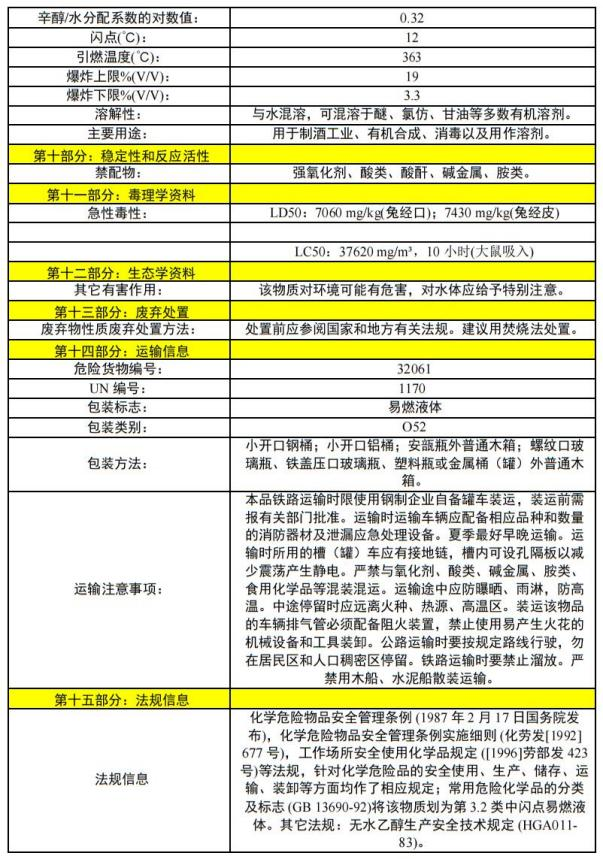 辛醇/水分配系数的对数值： 0.32
闪点(℃)： 12
引燃温度(℃)： 363
爆炸上限%(V/V)： 19
爆炸下限%(V/V)： 3.3
溶解性： 与水混溶，可混溶于醚、氯仿、甘油等多数有机溶剂。
主要用途： 用于制酒工业、有机合成、消毒以及用作溶剂。
第十部分：稳定性和反应活性
禁配物： 强氧化剂、酸类、酸酐、碱金属、胺类。
第十一部分：毒理学资料
急性毒性： LD50：7060 mg/kg(兔经口)；7430 mg/kg(兔经皮)
LC50：37620 mg/m³，10 小时(大鼠吸入)
第十二部分：生态学资料
其它有害作用： 该物质对环境可能有危害，对水体应给予特别注意。
第十三部分：废弃处置
废弃物性质废弃处置方法： 处置前应参阅国家和地方有关法规。建议用焚烧法处置。
第十四部分：运输信息
危险货物编号： 32061
UN 编号： 1170
包装标志： 易燃液体
包装类别： O52
包装方法：
小开口钢桶；小开口铝桶；安瓿瓶外普通木箱；螺纹口玻
璃瓶、铁盖压口玻璃瓶、塑料瓶或金属桶（罐）外普通木
箱。
运输注意事项：
本品铁路运输时限使用钢制企业自备罐车装运，装运前需
报有关部门批准。运输时运输车辆应配备相应品种和数量
的消防器材及泄漏应急处理设备。夏季最好早晚运输。运
输时所用的槽（罐）车应有接地链，槽内可设孔隔板以减
少震荡产生静电。严禁与氧化剂、酸类、碱金属、胺类、
食用化学品等混装混运。运输途中应防曝晒、雨淋，防高
温。中途停留时应远离火种、热源、高温区。装运该物品
的车辆排气管必须配备阻火装置，禁止使用易产生火花的
机械设备和工具装卸。公路运输时要按规定路线行驶，勿
在居民区和人口稠密区停留。铁路运输时要禁止溜放。严
禁用木船、水泥船散装运输。
第十五部分：法规信息
法规信息
化学危险物品安全管理条例 (1987 年 2 月 17 日国务院发
布)，化学危险物品安全管理条例实施细则 (化劳发[1992]
677 号)，工作场所安全使用化学品规定 ([1996]劳部发 423
号)等法规，针对化学危险品的安全使用、生产、储存、运
输、装卸等方面均作了相应规定；常用危险化学品的分类
及标志 (GB 13690-92)将该物质划为第 3.2 类中闪点易燃液
体。其它法规：无水乙醇生产安全技术规定 (HGA011-
83)。